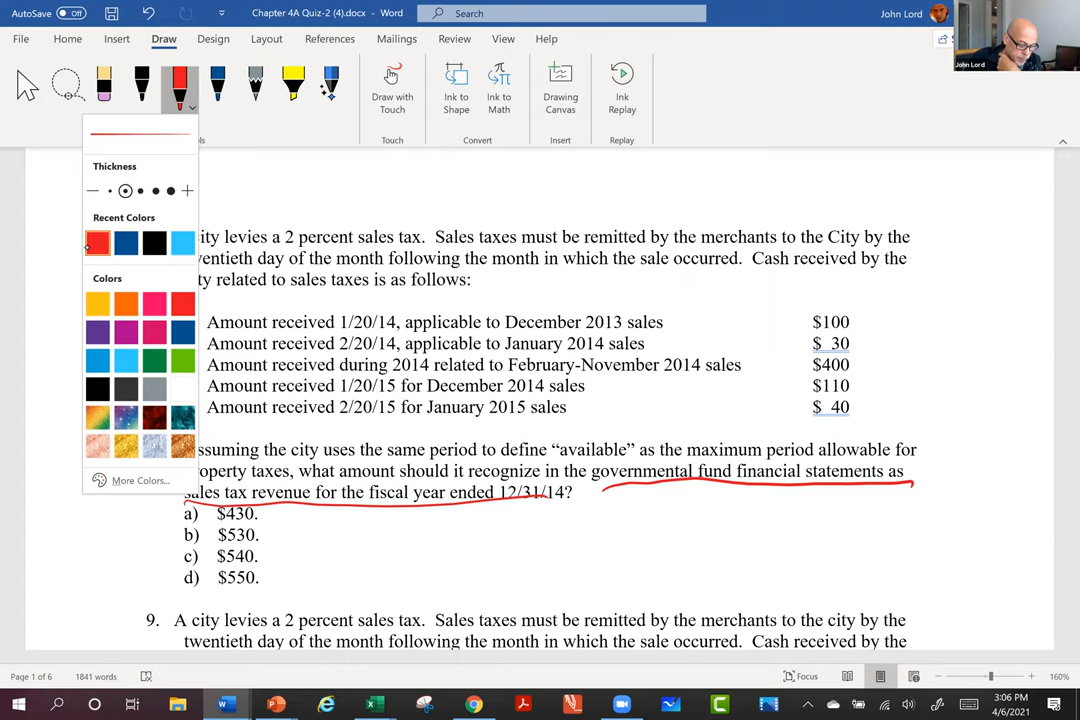 AutoSave Off Chapter 4A Quiz-2 (4).docx - Word Search John Lord
File Home Insert Draw Design Layout References Mailings Review View Help
John Lord
Draw with Touch
Ink to Shape
Ink to Math
Drawing Canvas
Ink Replay
Touch Convert Insert Replay
Thickness
Recent Colors
Colors
More Colors...
ity levies a 2 percent sales tax. Sales taxes must be remitted by the merchants to the City by the
wentieth day of the month following the month in which the sale occurred. Cash received by the
ty related to sales taxes is as follows:
Amount received 1/20/14, applicable to December 2013 sales $100
Amount received 2/20/14, applicable to January 2014 sales $ 30
Amount received during 2014 related to February-November 2014 sales $400
Amount received 1/20/15 for December 2014 sales $110
Amount received 2/20/15 for January 2015 sales $ 40
ssuming the city uses the same period to define “available” as the maximum period allowable for
roperty taxes, what amount should it recognize in the governmental fund financial statements as
sales tax revenue for the fiscal year ended 12/31/14?
a) $430.
b) $530.
c) $540.
d) $550.
9. A city levies a 2 percent sales tax. Sales taxes must be remitted by the merchants to the city by the
twentieth day of the month following the month in which the sale occurred. Cash received by the
Page 1 of 6 1841 words Focus 160%
3:06 PM
4/6/2021